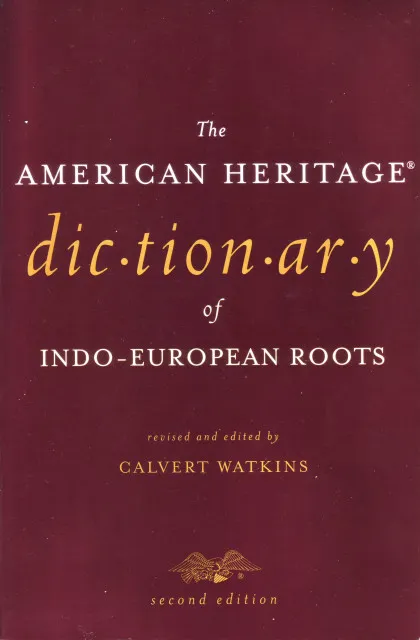 The
AMERICAN HERITAGE®
dic·tion·ar·y
of
INDO-EUROPEAN ROOTS
revised and edited by
CALVERT WATKINS
®
second edition